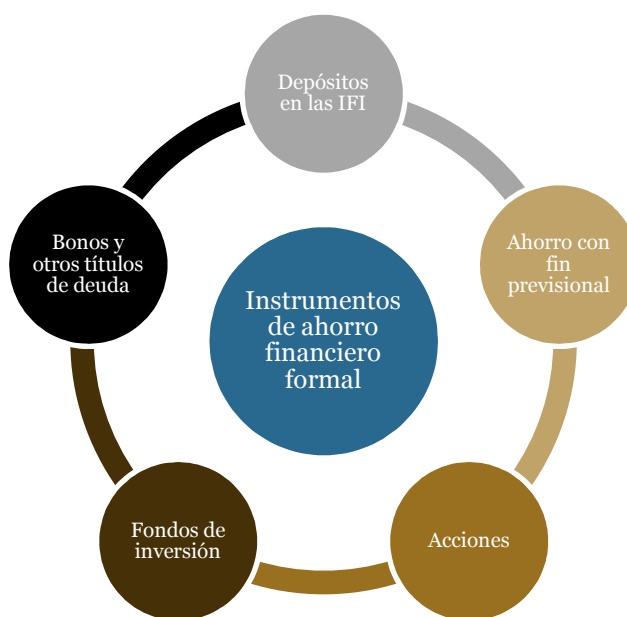 Depósitos
en las IFI
Ahorro con
fin
previsional
Acciones
Fondos de
inversión
Bonos y
otros títulos
de deuda
Instrumentos
de ahorro
financiero
formal